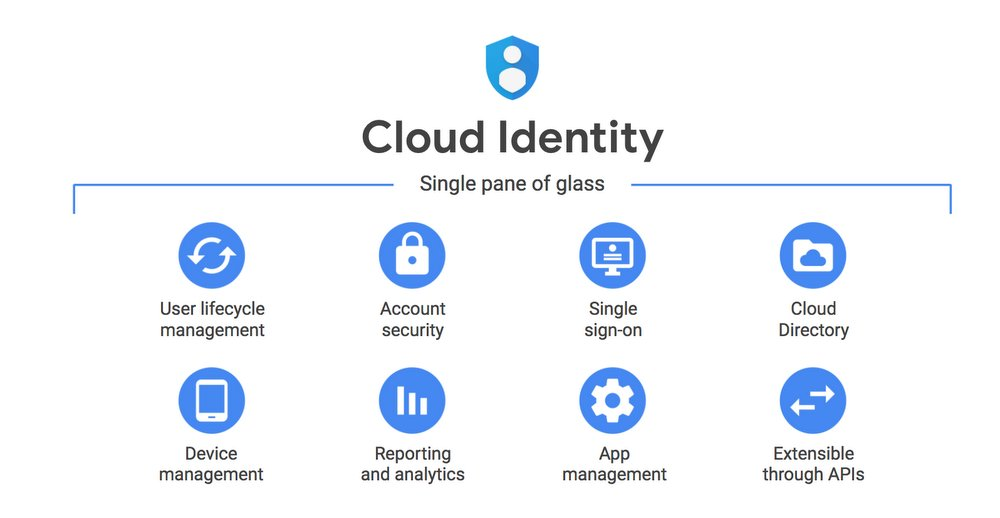 Cloud Identity
Single pane of glass
User lifecycle
management
Account
security
Single
sign-on
Cloud
Directory
Device
management
Reporting
and analytics
App
management
Extensible
through APIs